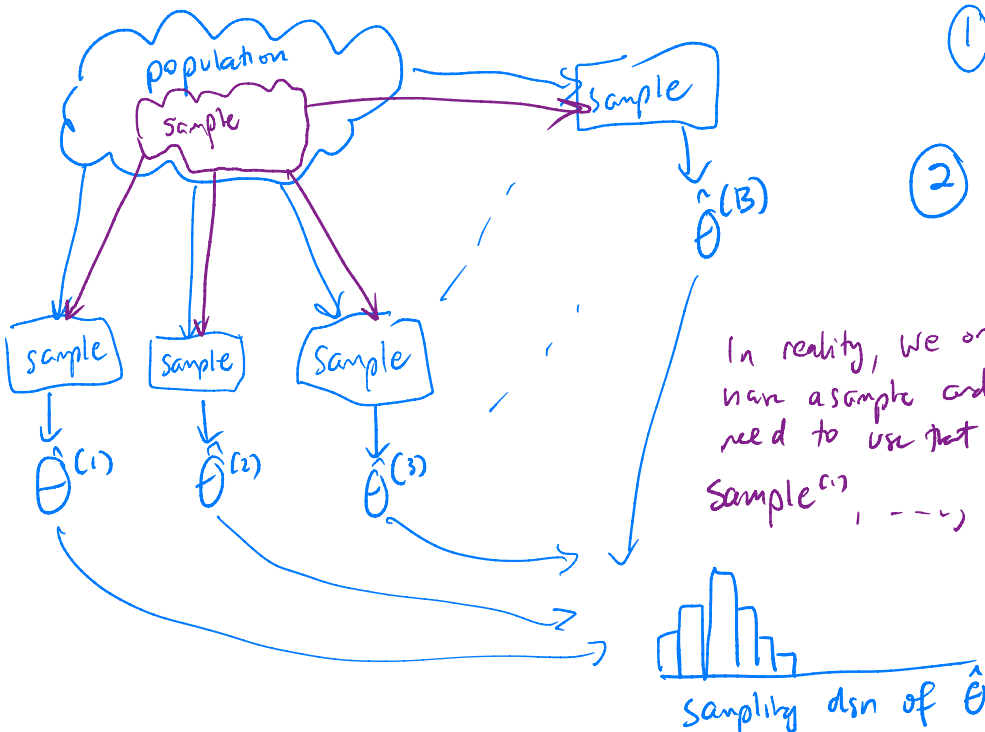 1
population
sample
sample
2
θ̂(B)
sample
sample
sample
In reality, we
have a sample and
need to use that
Sample(1), ----,
θ̂(1)
θ̂(2)
θ̂(3)
sampling dsn of θ̂